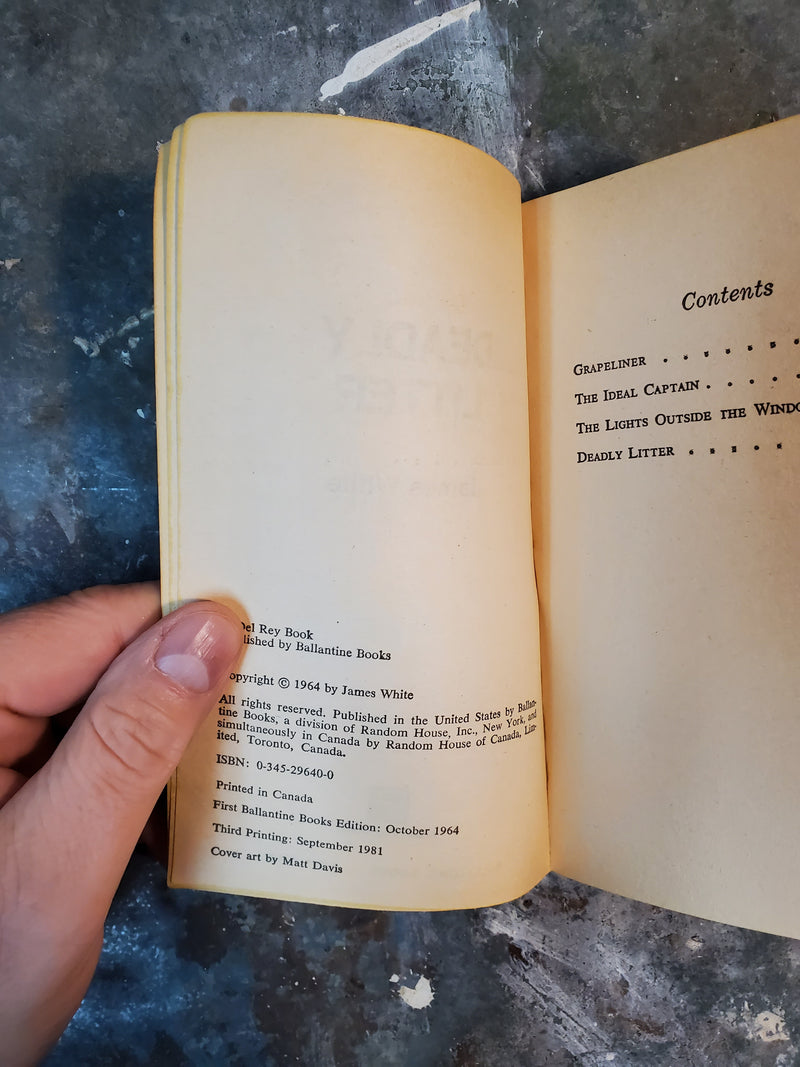 Del Rey Book
lished by Ballantine Books
opyright © 1964 by James White
All rights reserved. Published in the United States by Ballan-
tine Books, a division of Random House, Inc., New York, and
simultaneously in Canada by Random House of Canada, Lim-
ited, Toronto, Canada.
ISBN: 0-345-29640-0
Printed in Canada
First Ballantine Books Edition: October 1964
Third Printing: September 1981
Cover art by Matt Davis
Contents
GRAPELINER . . . . . . .
THE IDEAL CAPTAIN . . . . .
THE LIGHTS OUTSIDE THE WINDO
DEADLY LITTER . . . . .